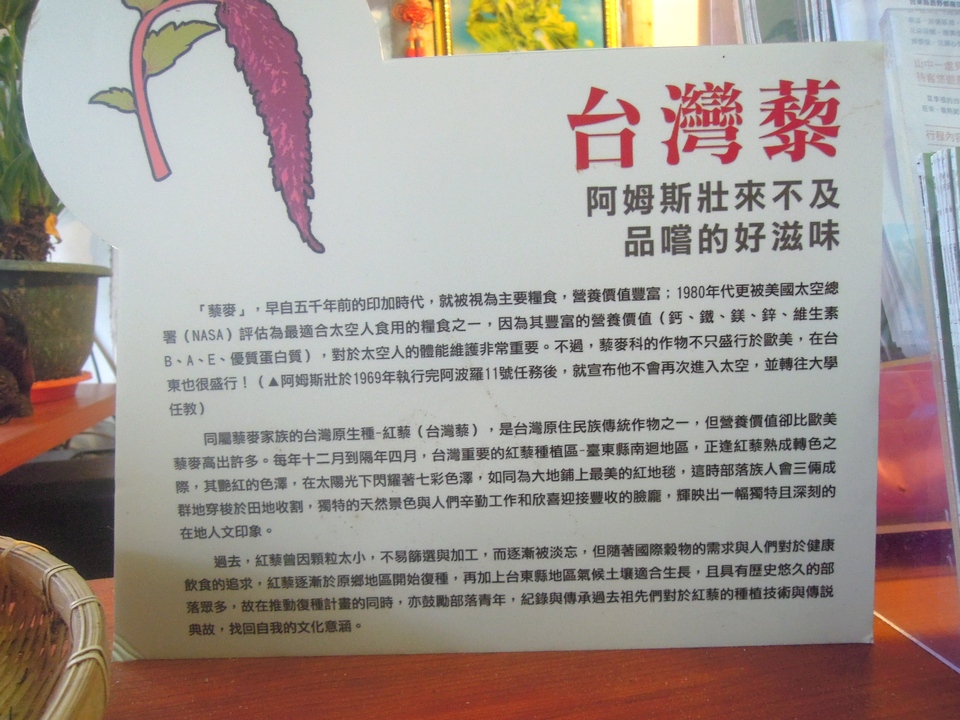 台灣藜
阿姆斯壯來不及
品嚐的好滋味
「藜麥」，早自五千年前的印加時代，就被視為主要糧食，營養價值豐富；1980年代更被美國太空總
署（NASA）評估為最適合太空人食用的糧食之一，因為其豐富的營養價值（鈣、鐵、鎂、鋅、維生素
B、A、E、優質蛋白質），對於太空人的體能維護非常重要。不過，藜麥科的作物不只盛行於歐美，在台
東也很盛行！（▲阿姆斯壯於1969年執行完阿波羅11號任務後，就宣布他不會再次進入太空，並轉往大學
任教）
同屬藜麥家族的台灣原生種-紅藜（台灣藜），是台灣原住民族傳統作物之一，但營養價值卻比歐美
藜麥高出許多。每年十二月到隔年四月，台灣重要的紅藜種植區-臺東縣南迴地區，正逢紅藜熟成轉色之
際，其艷紅的色澤，在太陽光下閃耀著七彩色澤，如同為大地鋪上最美的紅地毯，這時部落族人會三倆成
群地穿梭於田地收割，獨特的天然景色與人們辛勤工作和欣喜迎接豐收的臉龐，輝映出一幅獨特且深刻的
在地人文印象。
過去，紅藜曾因顆粒太小，不易篩選與加工，而逐漸被淡忘，但隨著國際穀物的需求與人們對於健康
飲食的追求，紅藜逐漸於原鄉地區開始復種，再加上台東縣地區氣候土壤適合生長，且具有歷史悠久的部
落眾多，故在推動復種計畫的同時，亦鼓勵部落青年，紀錄與傳承過去祖先們對於紅藜的種植技術與傳說
典故，找回自我的文化意涵。